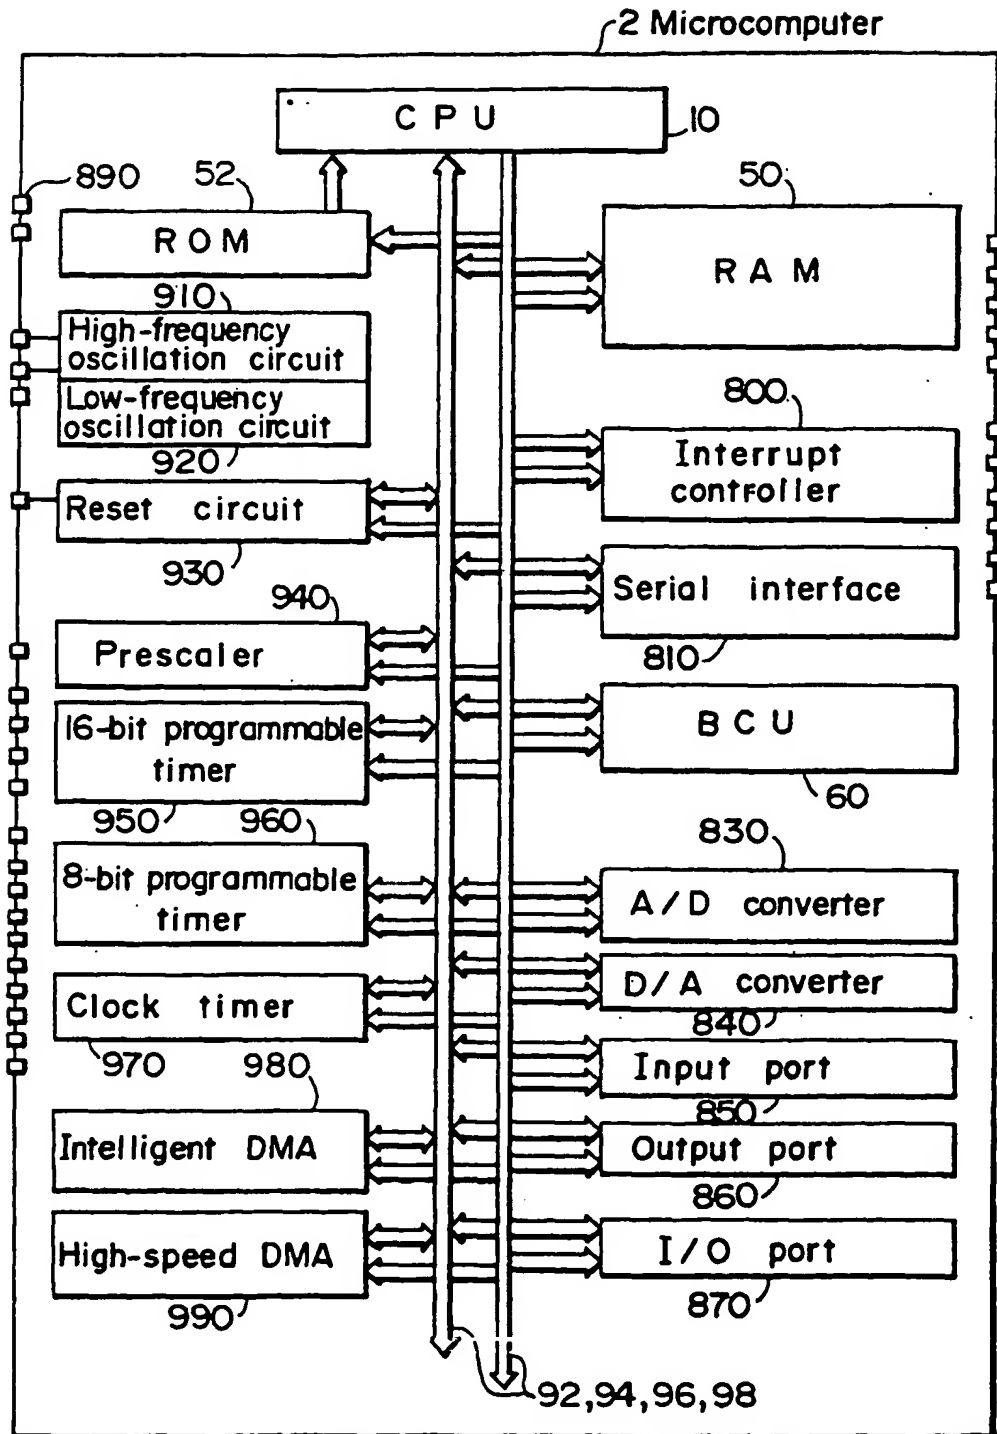 2 Microcomputer
CPU
10
890
52
ROM
50
RAM
910
High-frequency
oscillation circuit
Low-frequency
oscillation circuit
920
800
Interrupt
controller
Reset circuit
930
Serial interface
810
940
Prescaler
BCU
60
16-bit programmable
timer
950
960
8-bit programmable
timer
830
A/D converter
D/A converter
840
Clock timer
970
980
Input port
850
Intelligent DMA
Output port
860
High-speed DMA
990
I/O port
870
92,94,96,98